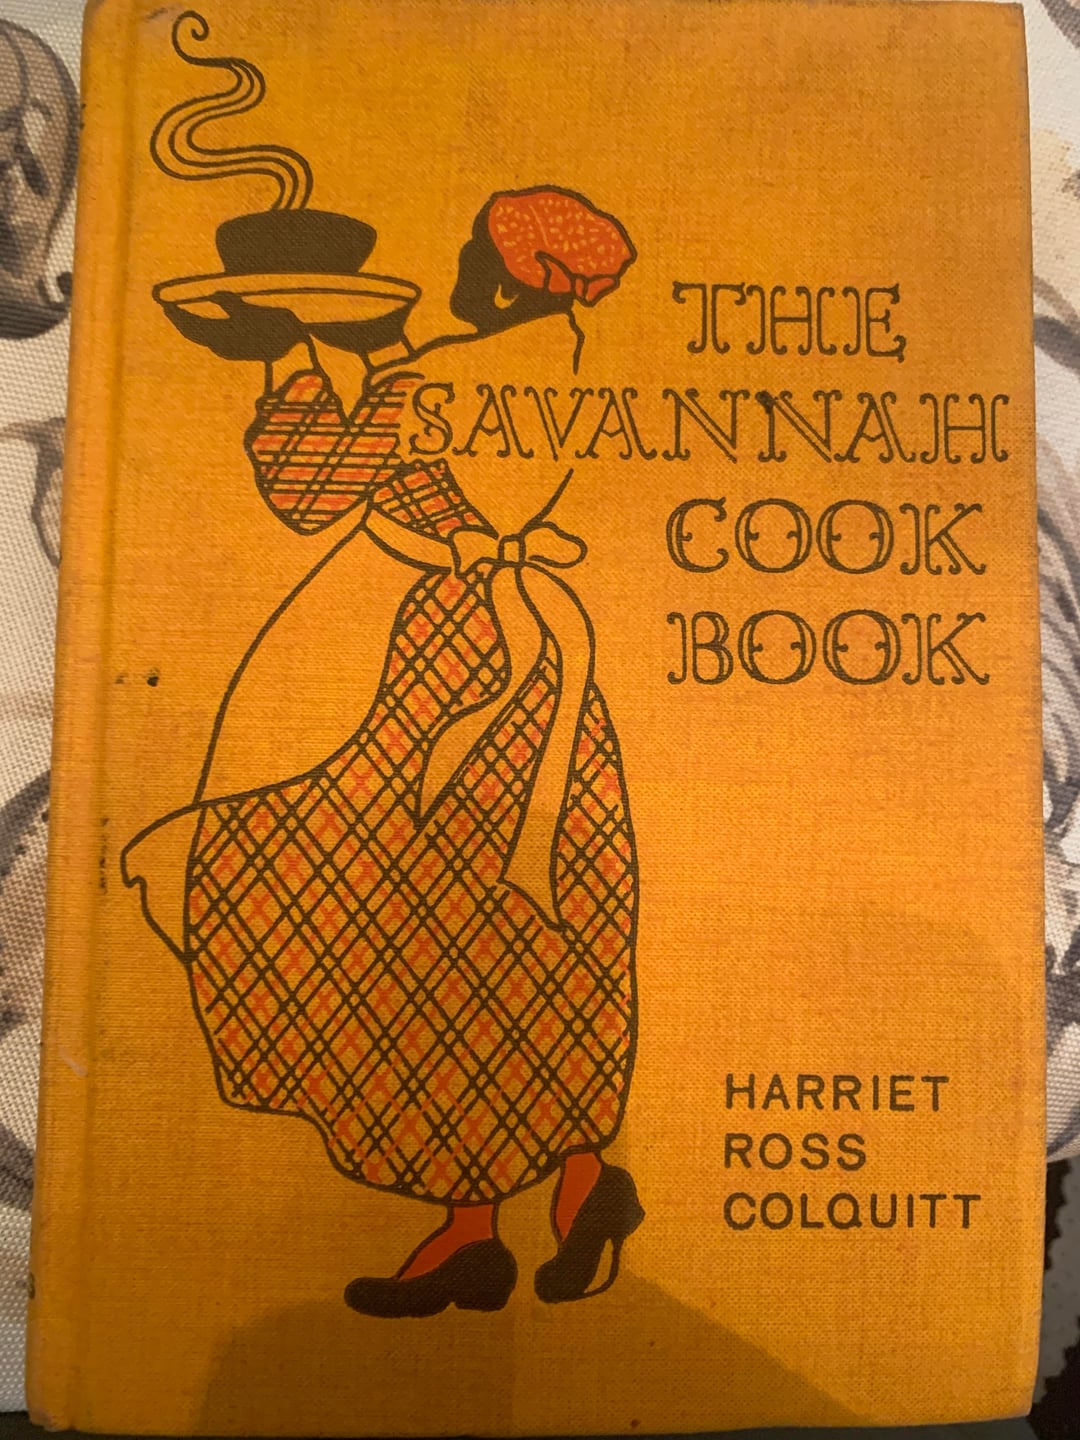 THE
SAVANNAH
COOK
BOOK
HARRIET
ROSS
COLQUITT